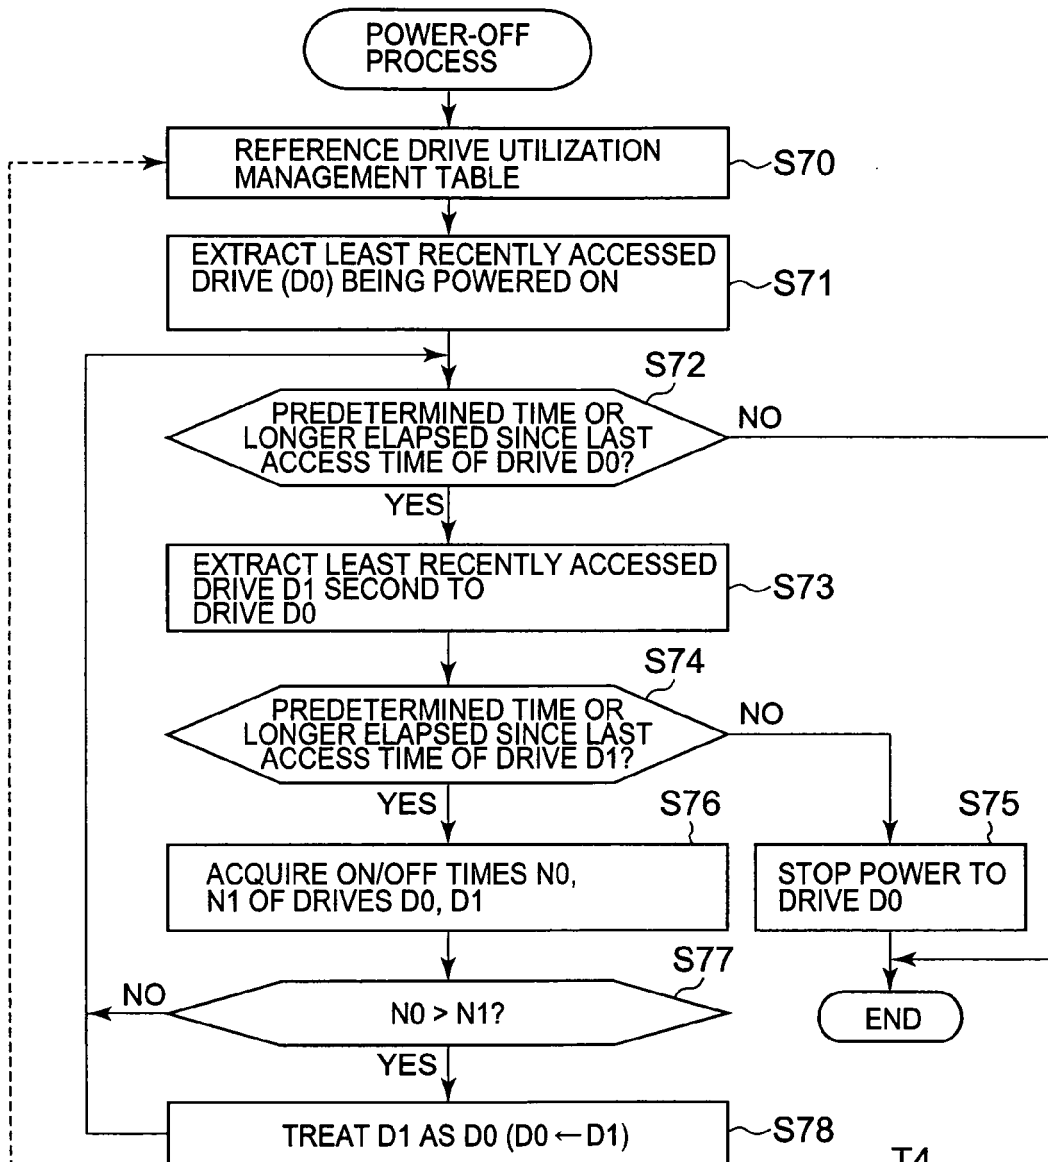 POWER-OFF
PROCESS
REFERENCE DRIVE UTILIZATION
MANAGEMENT TABLE
S70
EXTRACT LEAST RECENTLY ACCESSED
DRIVE (D0) BEING POWERED ON
S71
S72
PREDETERMINED TIME OR
LONGER ELAPSED SINCE LAST
ACCESS TIME OF DRIVE D0?
NO
YES
EXTRACT LEAST RECENTLY ACCESSED
DRIVE D1 SECOND TO
DRIVE D0
S73
S74
PREDETERMINED TIME OR
LONGER ELAPSED SINCE LAST
ACCESS TIME OF DRIVE D1?
NO
YES
S76
ACQUIRE ON/OFF TIMES N0,
N1 OF DRIVES D0, D1
S75
STOP POWER TO
DRIVE D0
S77
NO
N0 > N1?
END
YES
TREAT D1 AS D0 (D0 ← D1)
S78
T4